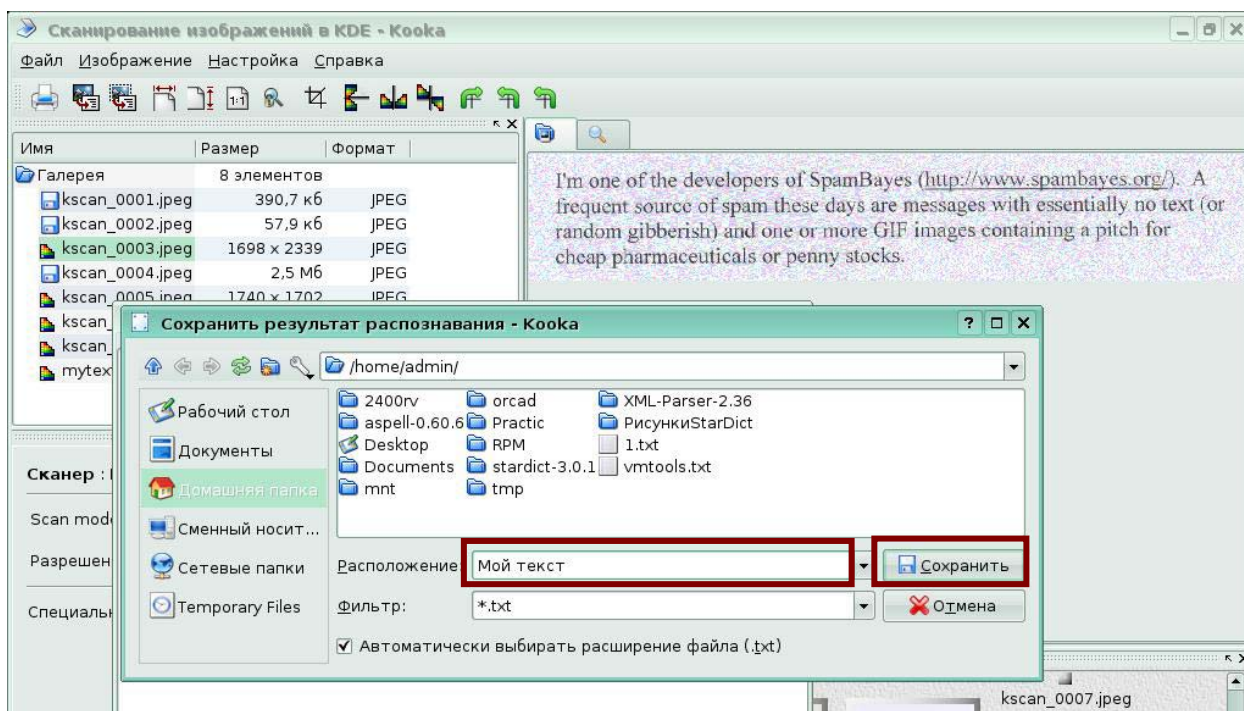 Сканирование изображений в KDE - Kooka
Файл Изображение Настройка Справка
Имя Размер Формат
Галерея 8 элементов
kscan_0001.jpeg 390,7 кб JPEG
kscan_0002.jpeg 57,9 кб JPEG
kscan_0003.jpeg 1698 x 2339 JPEG
kscan_0004.jpeg 2,5 Мб JPEG
kscan_0005.jpeg 1740 x 1702 JPEG
kscan_
kscan_
mytex
I'm one of the developers of SpamBayes (http://www.spambayes.org/). A
frequent source of spam these days are messages with essentially no text (or
random gibberish) and one or more GIF images containing a pitch for
cheap pharmaceuticals or penny stocks.
Сканер :
Scan mod
Разрешен
Специальн
Сохранить результат распознавания - Kooka
/home/admin/
Рабочий стол
Документы
Домашняя папка
Сменный носит...
Сетевые папки
Temporary Files
2400rv orcad XML-Parser-2.36
aspell-0.60.6 Practic РисункиStarDict
Desktop RPM 1.txt
Documents stardict-3.0.1 vmtools.txt
mnt tmp
Расположение: Мой текст Сохранить
Фильтр: *.txt Отмена
Автоматически выбирать расширение файла (.txt)
kscan_0007.jpeg